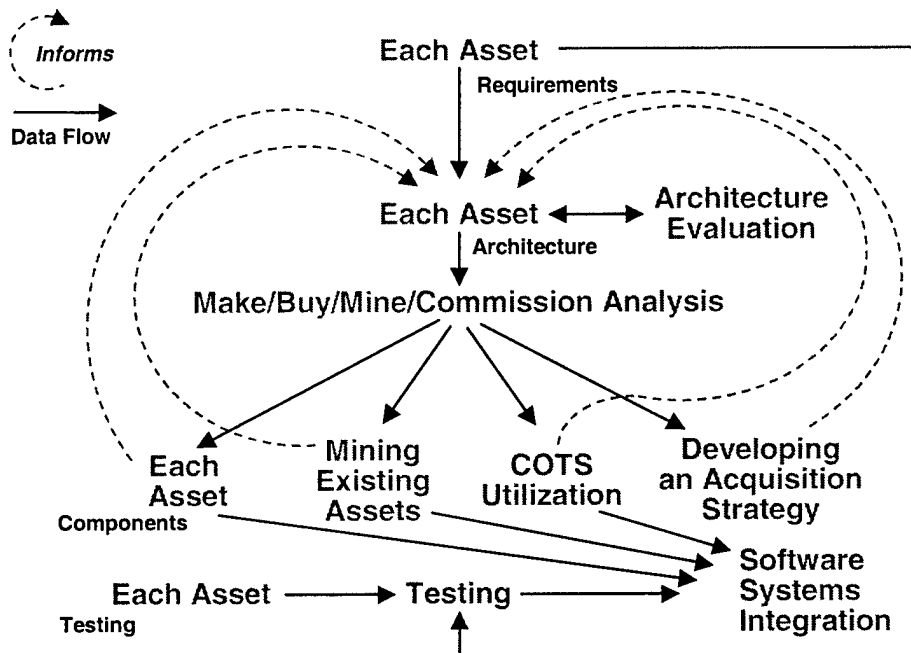 Informs
Data Flow
Each Asset
Requirements
Each Asset
Architecture
Evaluation
Architecture
Make/Buy/Mine/Commission Analysis
Each
Asset
Components
Mining
Existing
Assets
COTS
Utilization
Developing
an Acquisition
Strategy
Software
Systems
Integration
Each Asset
Testing
Testing